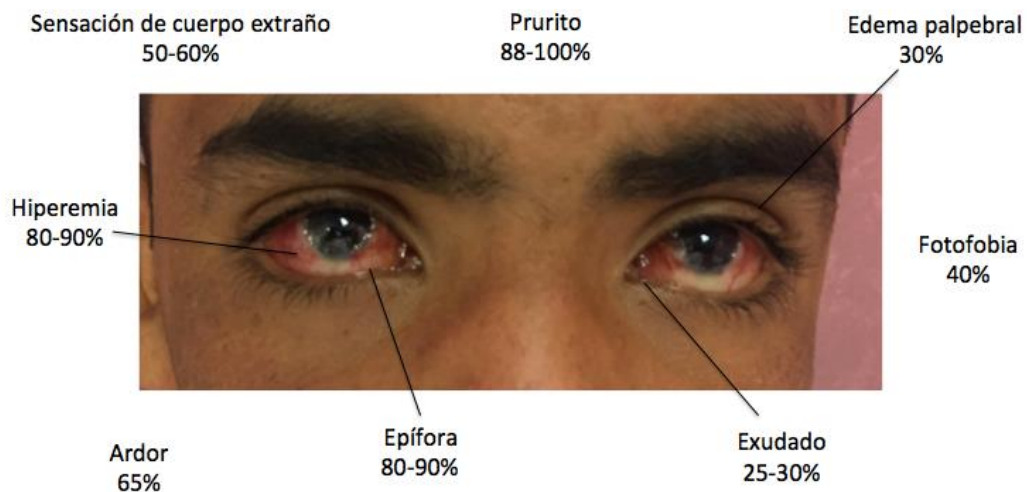 Sensación de cuerpo extraño
50-60%
Prurito
88-100%
Edema palpebral
30%
Hiperemia
80-90%
Fotofobia
40%
Ardor
65%
Epífora
80-90%
Exudado
25-30%